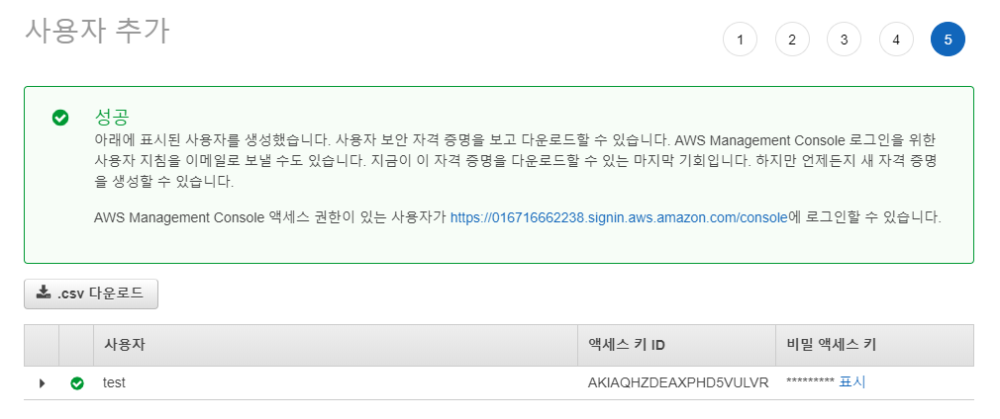 사용자 추가
1 2 3 4 5
성공
아래에 표시된 사용자를 생성했습니다. 사용자 보안 자격 증명을 보고 다운로드할 수 있습니다. AWS Management Console 로그인을 위한
사용자 지침을 이메일로 보낼 수도 있습니다. 지금이 이 자격 증명을 다운로드할 수 있는 마지막 기회입니다. 하지만 언제든지 새 자격 증명
을 생성할 수 있습니다.
AWS Management Console 액세스 권한이 있는 사용자가 https://016716662238.signin.aws.amazon.com/console에 로그인할 수 있습니다.
.csv 다운로드
사용자 액세스 키 ID 비밀 액세스 키
test AKIAQHZDEAXPHD5VULVR ********* 표시